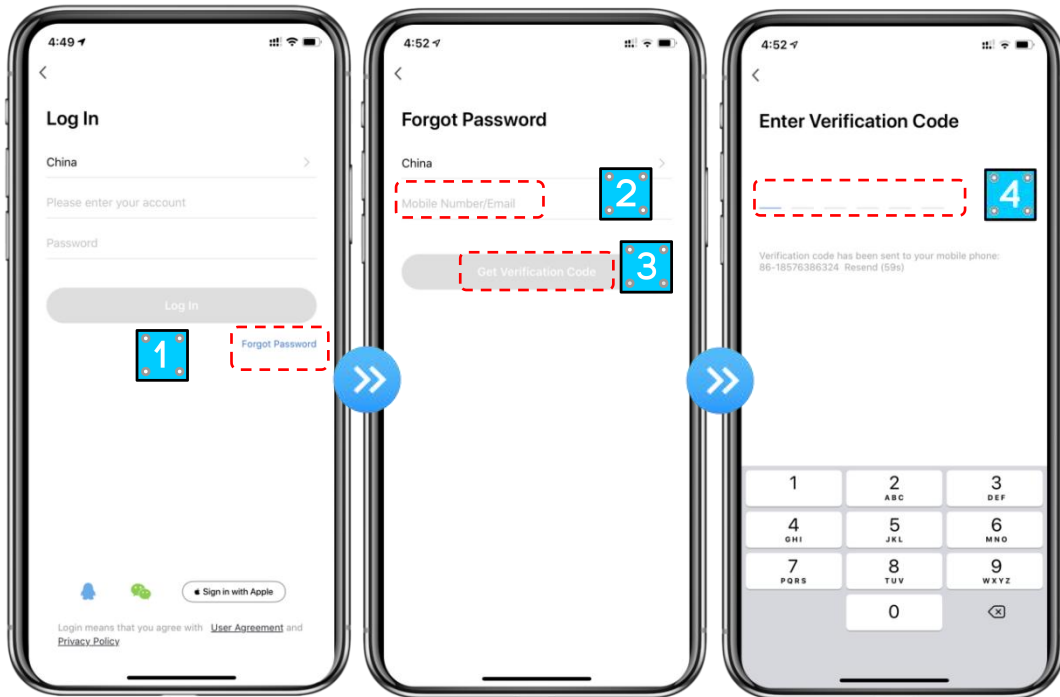 4:49
Log In
China
Please enter your account
Password
Log In
1
Forgot Password
Sign in with Apple
Login means that you agree with User Agreement and
Privacy Policy
4:52
Forgot Password
China
2
Mobile Number/Email
3
Get Verification Code
4:52
Enter Verification Code
4
Verification code has been sent to your mobile phone:
86-18576386324 Resend (59s)
1
2
ABC
3
DEF
4
GHI
5
JKL
6
MNO
7
PQRS
8
TUV
9
WXYZ
0